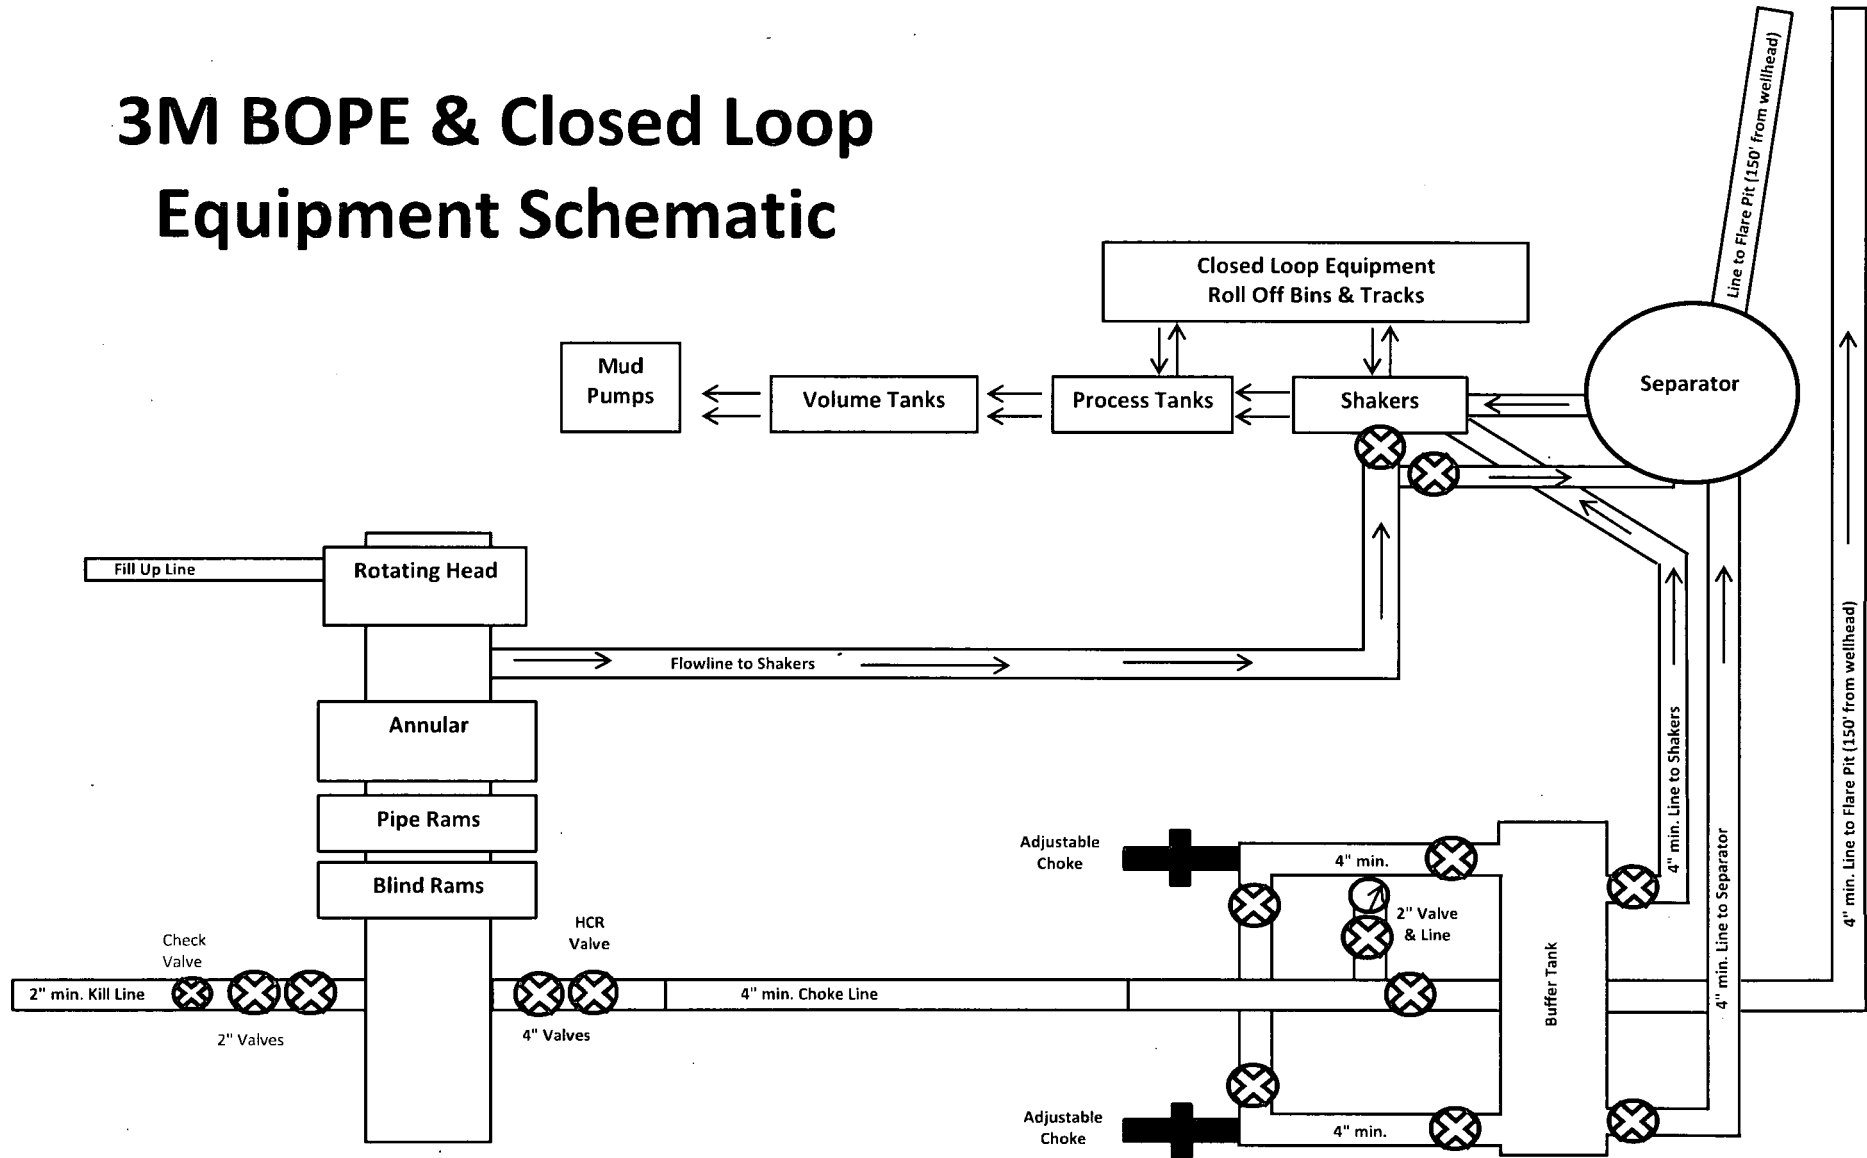 3M BOPE & Closed Loop
Equipment Schematic
Line to Flare Pit (150' from wellhead)
Closed Loop Equipment
Roll Off Bins & Tracks
Mud
Pumps
Volume Tanks
Process Tanks
Shakers
Separator
Fill Up Line
Rotating Head
Flowline to Shakers
Annular
Pipe Rams
Blind Rams
Check
Valve
HCR
Valve
2" min. Kill Line
4" min. Choke Line
2" Valves
4" Valves
Adjustable
Choke
4" min.
2" Valve
& Line
Buffer Tank
Adjustable
Choke
4" min.
4" min. Line to Shakers
4" min. Line to Separator
4" min. Line to Flare Pit (150' from wellhead)